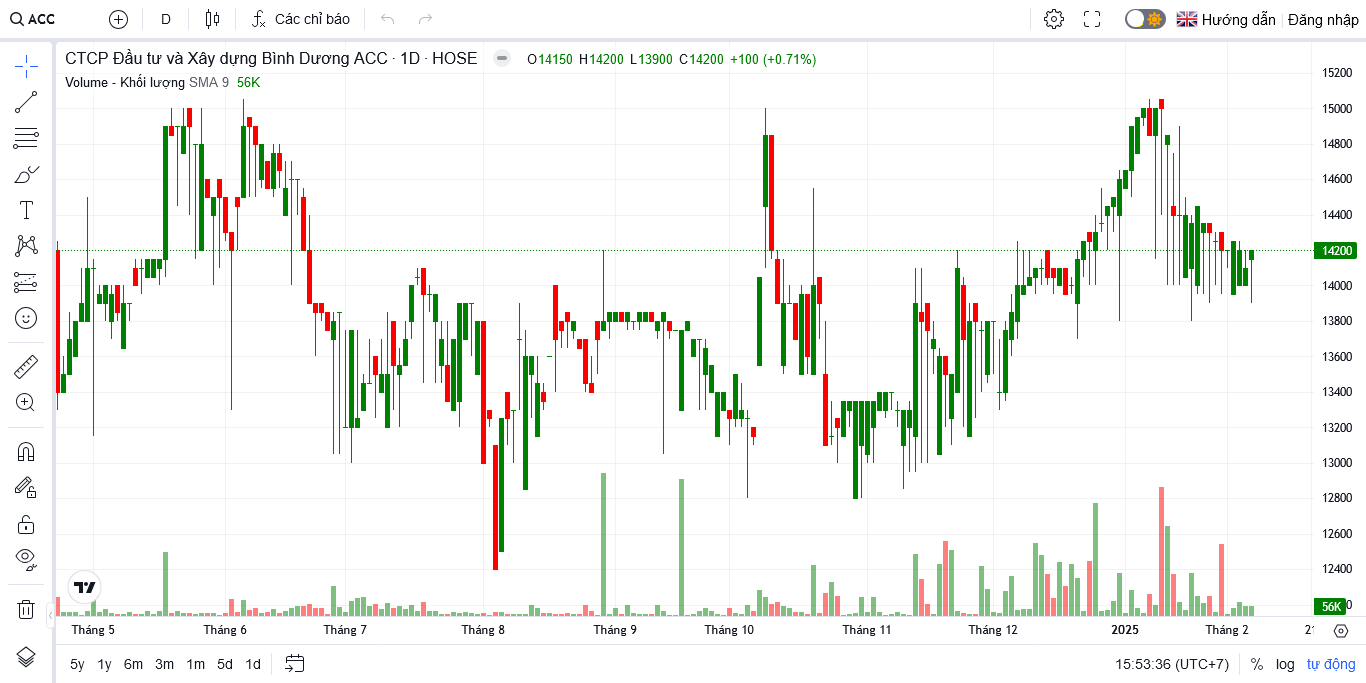 ACC D Các chỉ báo Hướng dẫn Đăng nhập
CTCP Đầu tư và Xây dựng Bình Dương ACC · 1D · HOSE O14150 H14200 L13900 C14200 +100 (+0.71%)
Volume - Khối lượng SMA 9 56K
15200
15000
14800
14600
14400
14200
14000
13800
13600
13400
13200
13000
12800
12600
12400
56K
Tháng 5 Tháng 6 Tháng 7 Tháng 8 Tháng 9 Tháng 10 Tháng 11 Tháng 12 2025 Tháng 2
5y 1y 6m 3m 1m 5d 1d 15:53:36 (UTC+7) % log tự động